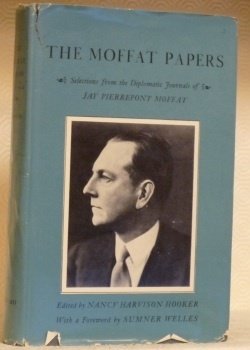 THE MOFFAT PAPERS
Selections from the Diplomatic Journals of
JAY PIERREPONT MOFFAT
Edited by NANCY HARVISON HOOKER
With a Foreword by SUMNER WELLES